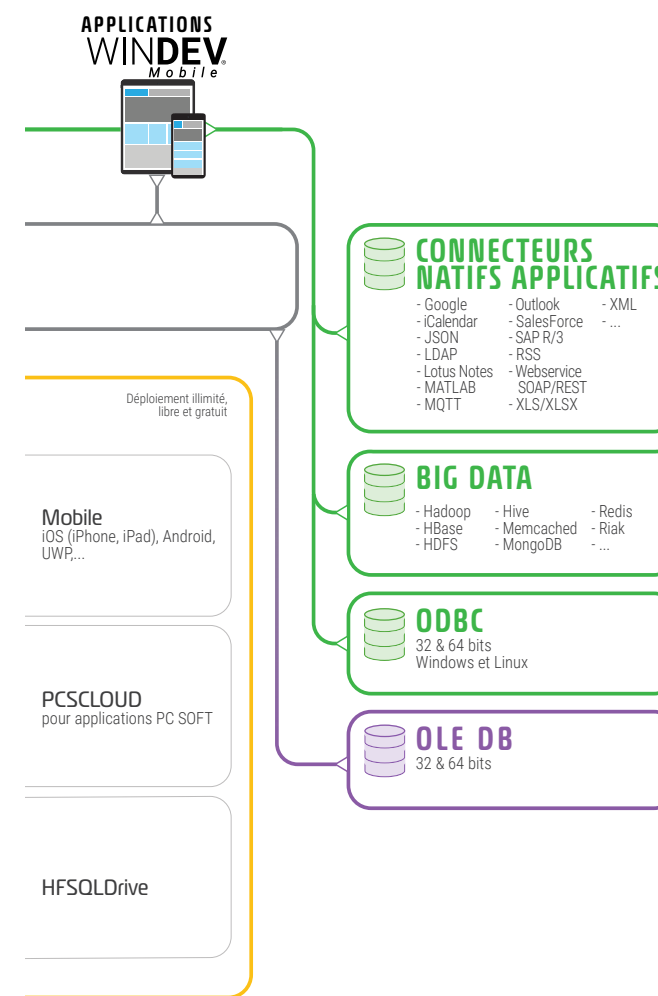 APPLICATIONS
WINDEV®
Mobile
CONNECTEURS
NATIFS APPLICATIFS
- Google
- iCalendar
- JSON
- LDAP
- Lotus Notes
- MATLAB
- MQTT
- Outlook
- SalesForce
- SAP R/3
- RSS
- Webservice
SOAP/REST
- XLS/XLSX
- XML
- ...
Déploiement illimité,
libre et gratuit
Mobile
iOS (iPhone, iPad), Android,
UWP,...
BIG DATA
- Hadoop
- HBase
- HDFS
- Hive
- Memcached
- MongoDB
- Redis
- Riak
- ...
ODBC
32 & 64 bits
Windows et Linux
PCSCLOUD
pour applications PC SOFT
OLE DB
32 & 64 bits
HFSQLDrive